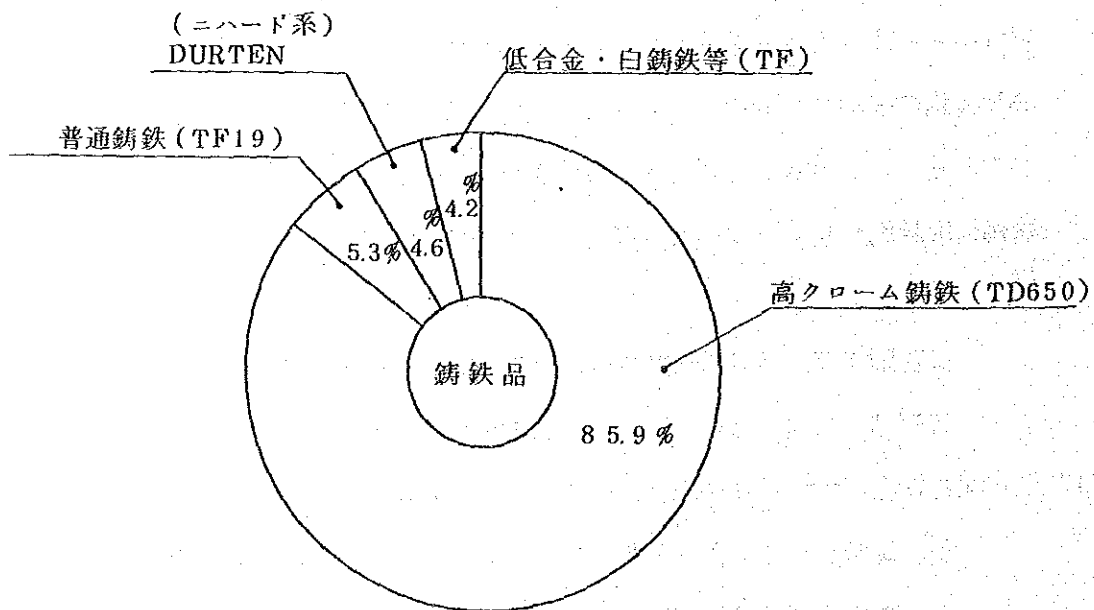 (ニハード系)
DURTEN
低合金・白鋳鉄等(TF)
普通鋳鉄(TF19)
%
4.2
%
4.6
5.3%
高クローム鋳鉄(TD650)
鋳鉄品
85.9%